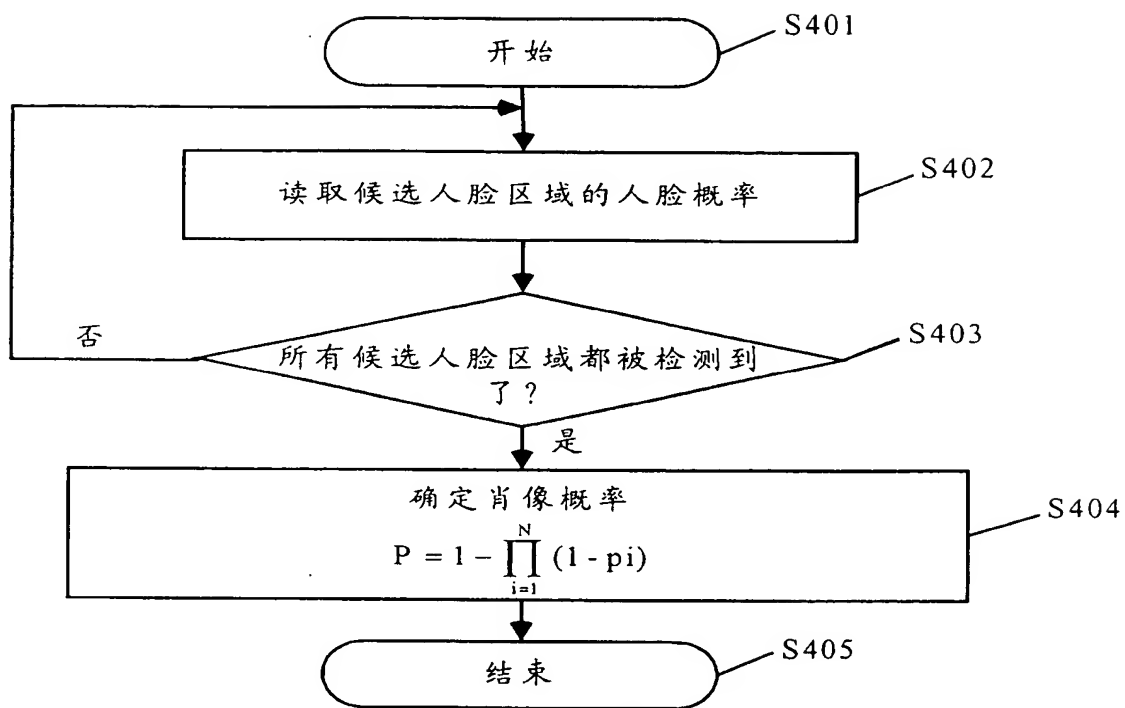 开始
S401
读取候选人脸区域的人脸概率
S402
否
所有候选人脸区域都被检测到
了?
S403
是
确定肖像概率
P = 1 - ∏ (1 - pi)
N
i=1
S404
结束
S405